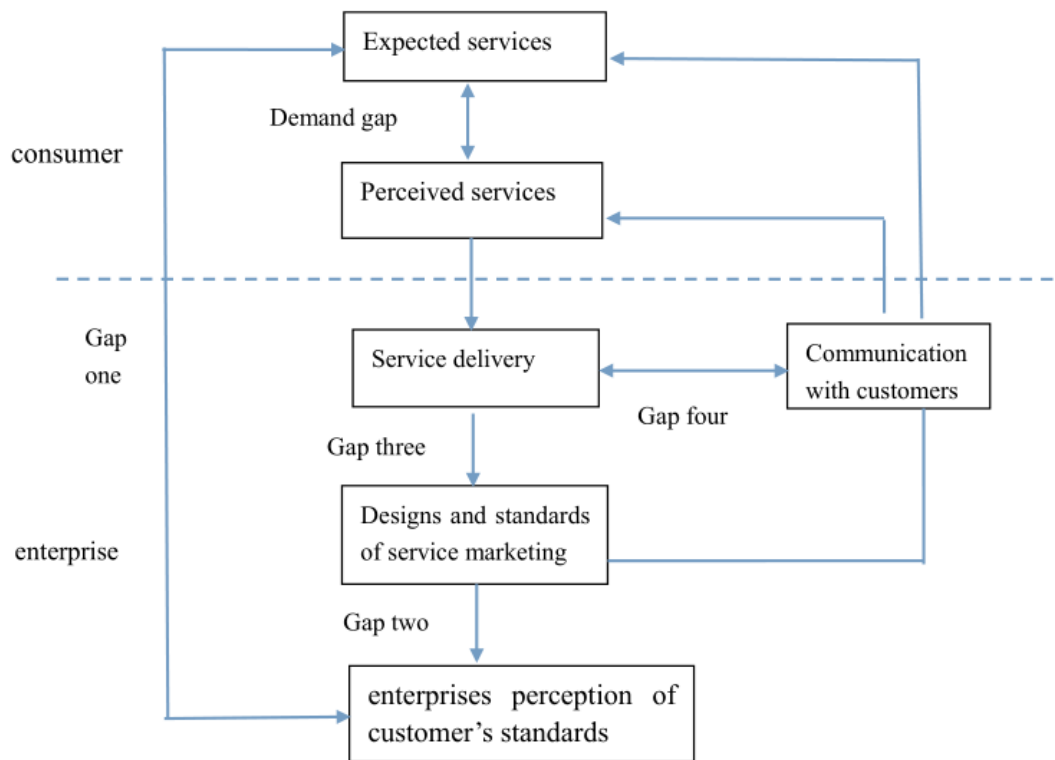 Expected services
Demand gap
consumer
Perceived services
Gap
one
Service delivery
Communication
with customers
Gap four
Gap three
Designs and standards
of service marketing
enterprise
Gap two
enterprises perception of
customer’s standards